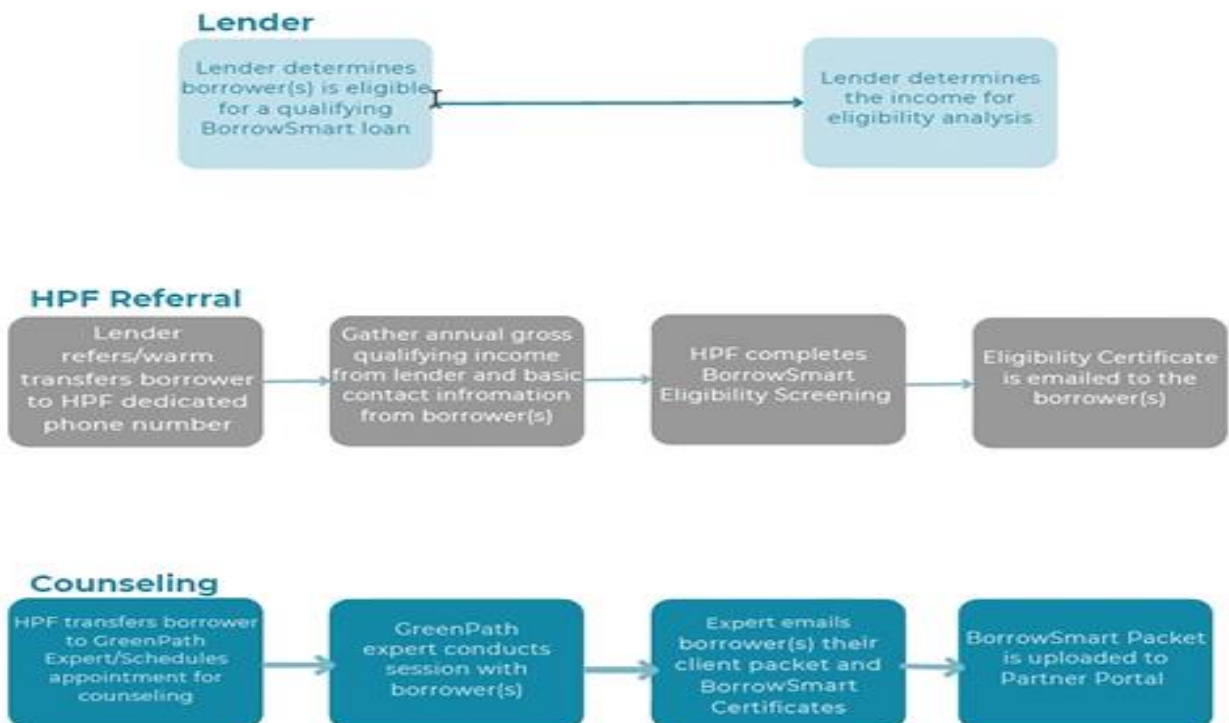 Lender
Lender determines
borrower(s) is eligible
for a qualifying
BorrowSmart loan
Lender determines
the income for
eligibility analysis
HPF Referral
Lender
refers/warm
transfers borrower
to HPF dedicated
phone number
Gather annual gross
qualifying income
from lender and basic
contact infromation
from borrower(s)
HPF completes
BorrowSmart
Eligibility Screening
Eligibility Certificate
is emailed to the
borrower(s)
Counseling
HPF transfers borrower
to GreenPath
Expert/Schedules
appointment for
counseling
GreenPath
expert conducts
session with
borrower(s)
Expert emails
borrower(s) their
client packet and
BorrowSmart
Certificates
BorrowSmart Packet
is uploaded to
Partner Portal